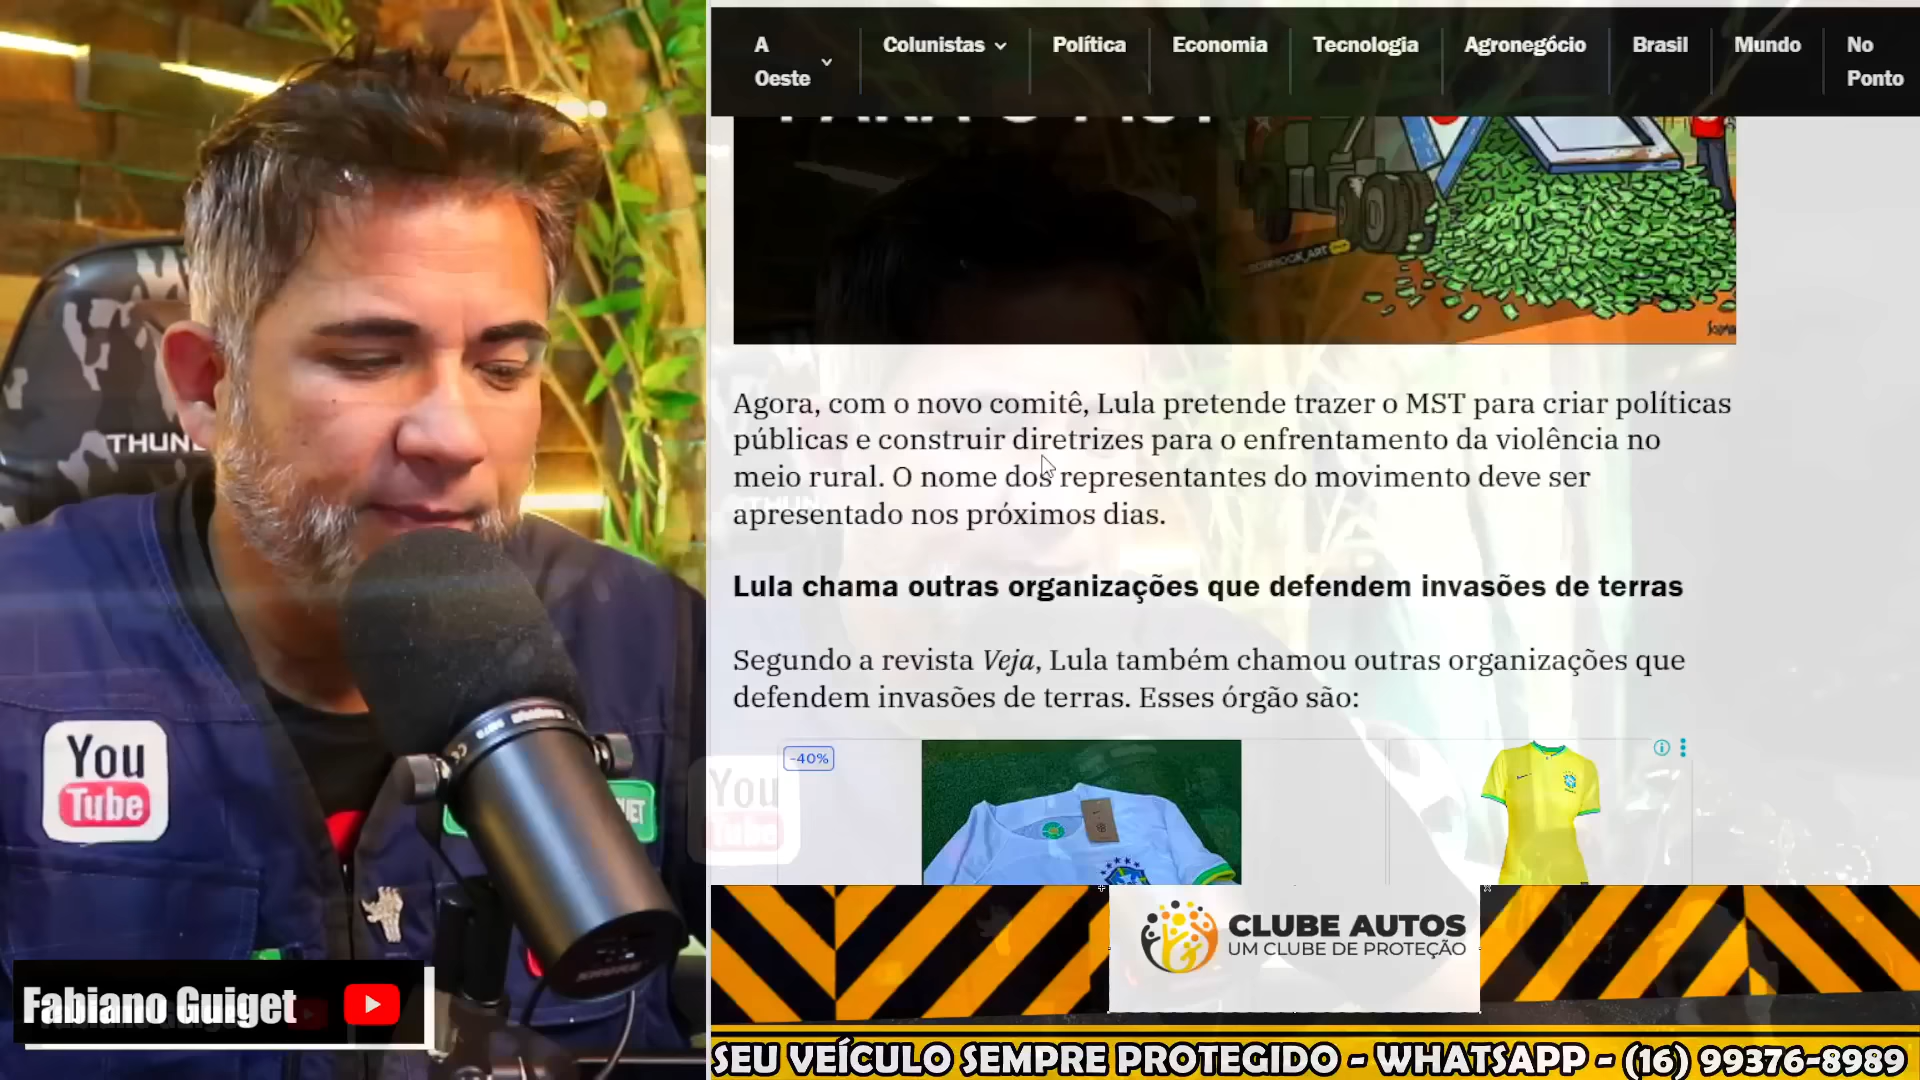 A
Oeste
Colunistas
Política
Economia
Tecnologia
Agronegócio
Brasil
Mundo
No
Ponto
Agora, com o novo comitê, Lula pretende trazer o MST para criar políticas
públicas e construir diretrizes para o enfrentamento da violência no
meio rural. O nome dos representantes do movimento deve ser
apresentado nos próximos dias.
Lula chama outras organizações que defendem invasões de terras
Segundo a revista Veja, Lula também chamou outras organizações que
defendem invasões de terras. Esses órgão são:
-40%
THUN
You
Tube
You
Tube
Fabiano Guiget
CLUBE AUTOS
UM CLUBE DE PROTEÇÃO
SEU VEÍCULO SEMPRE PROTEGIDO - WHATSAPP - (16) 99376-8989